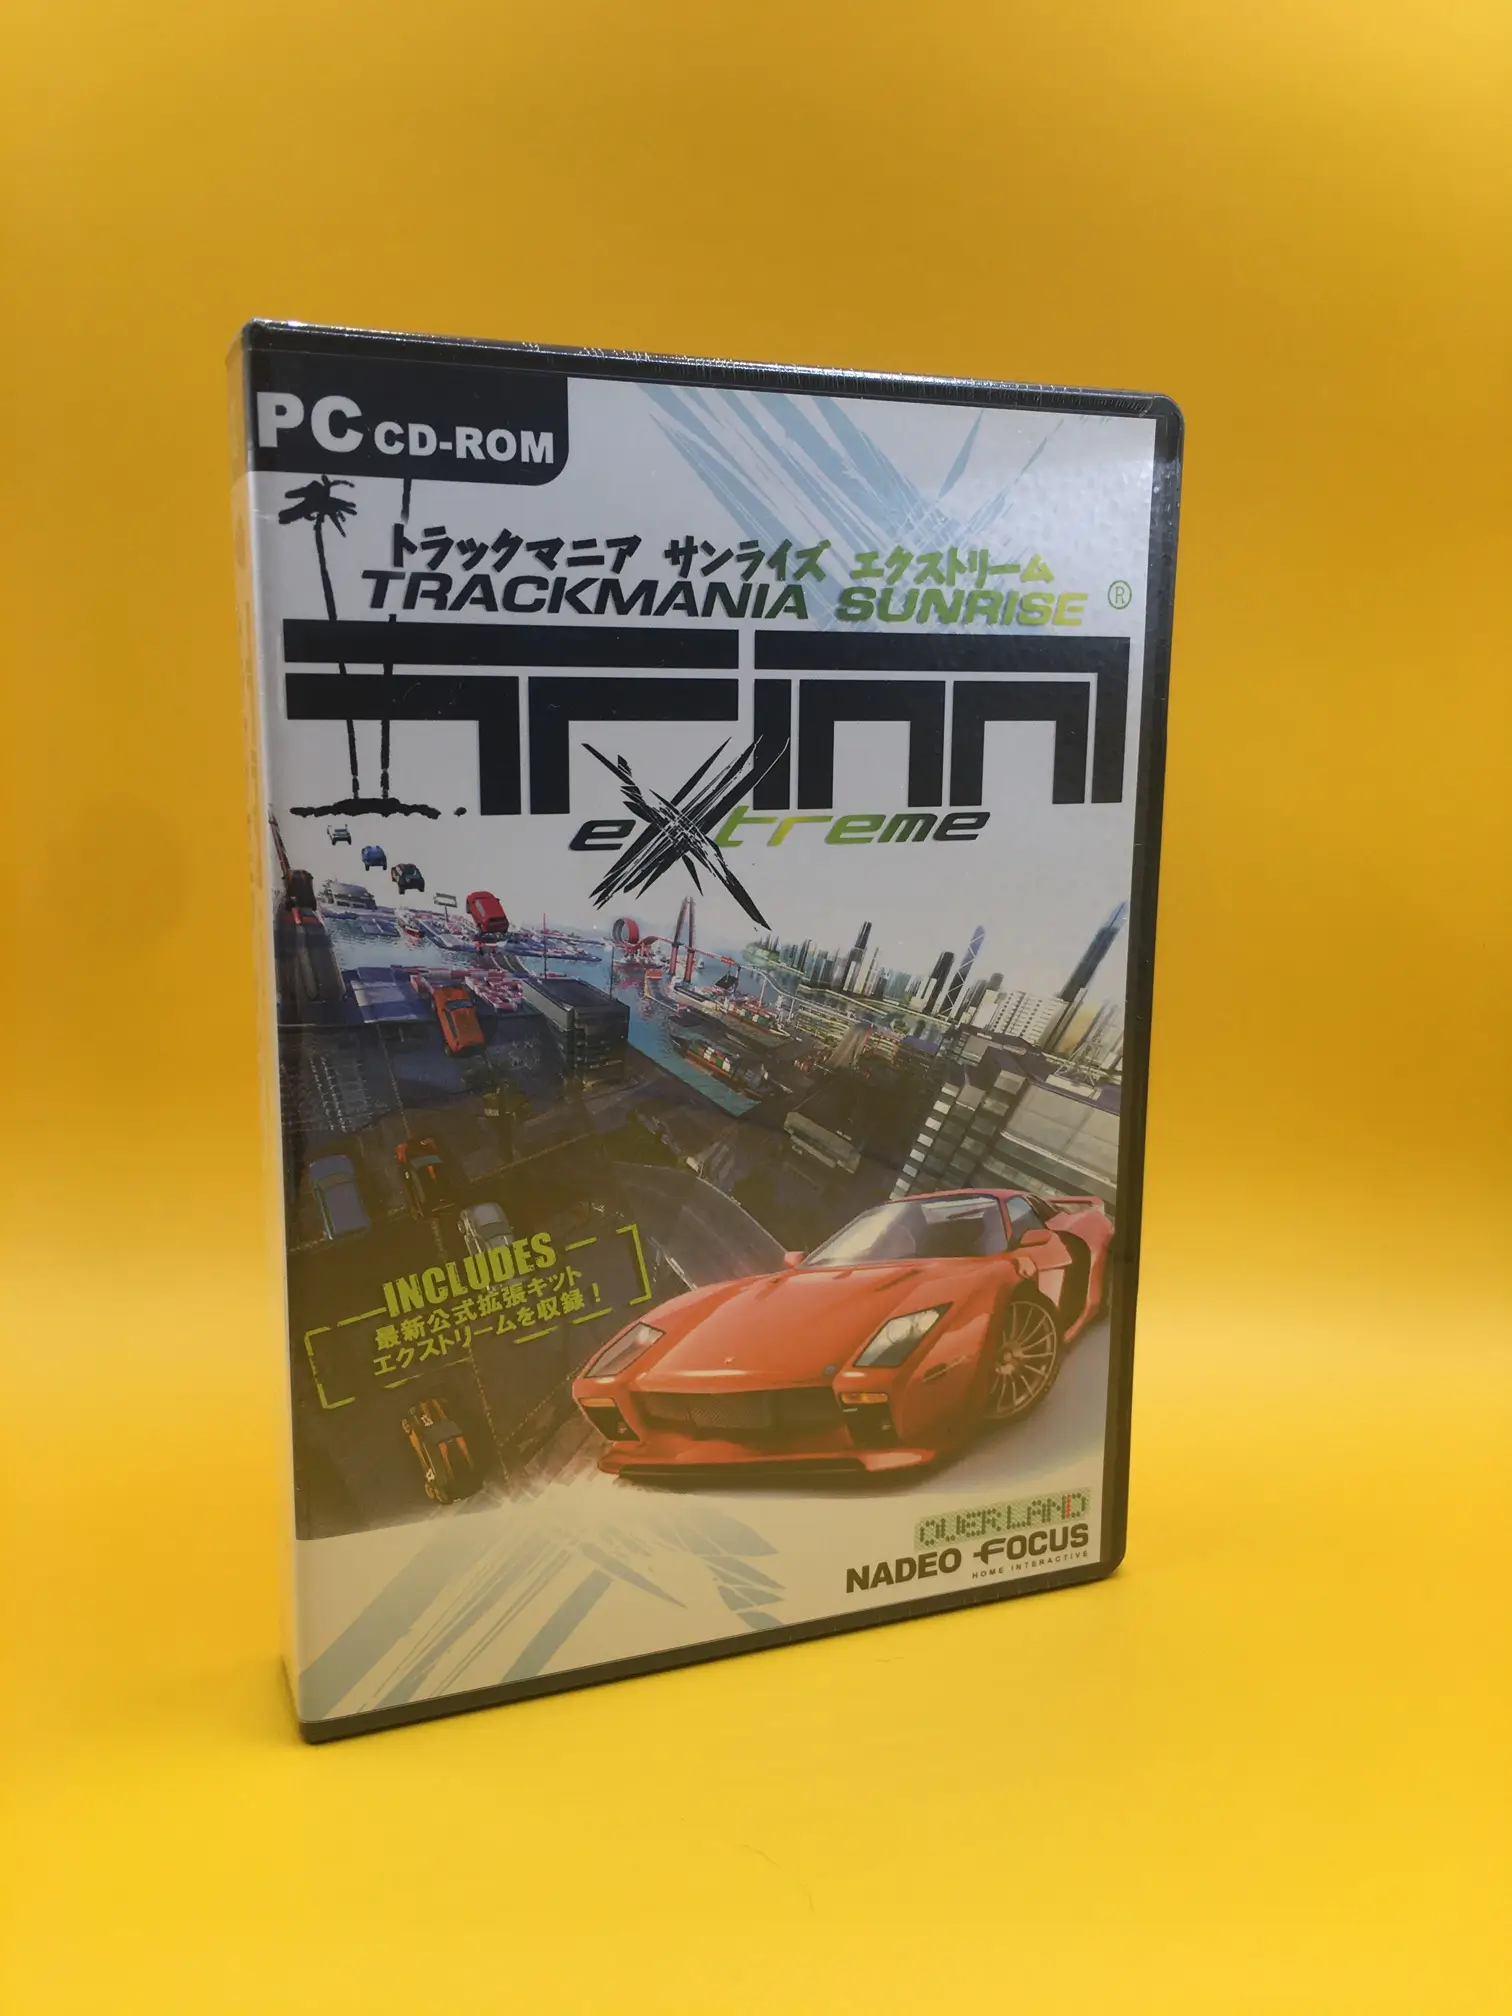 PC CD-ROM
トラックマニア サンライズ エクストリーム
TRACKMANIA SUNRISE ®
TM
eXtreme
INCLUDES
最新公式拡張キット
エクストリームを収録！
OVERLAND
NADEO FOCUS
HOME INTERACTIVE